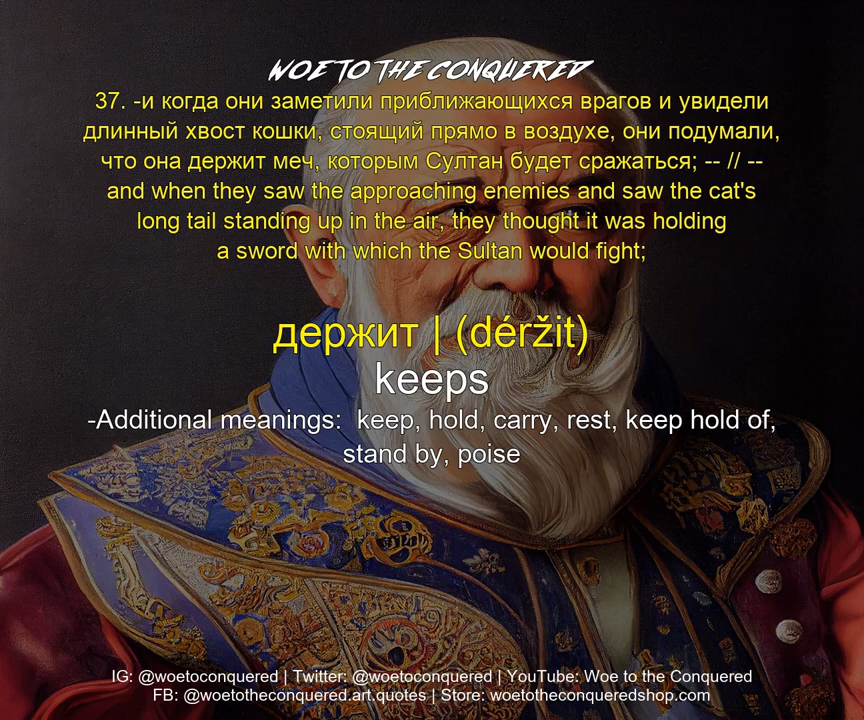 WOE TO THE CONQUERED
37. -и когда они заметили приближающихся врагов и увидели
длинный хвост кошки, стоящий прямо в воздухе, они подумали,
что она держит меч, которым Султан будет сражаться; -- // --
and when they saw the approaching enemies and saw the cat's
long tail standing up in the air, they thought it was holding
a sword with which the Sultan would fight;
держит | (déržit)
keeps
-Additional meanings:  keep, hold, carry, rest, keep hold of,
stand by, poise
IG: @woetoconquered | Twitter: @woetoconquered | YouTube: Woe to the Conquered
FB: @woetotheconquered.art.quotes | Store: woetotheconqueredshop.com